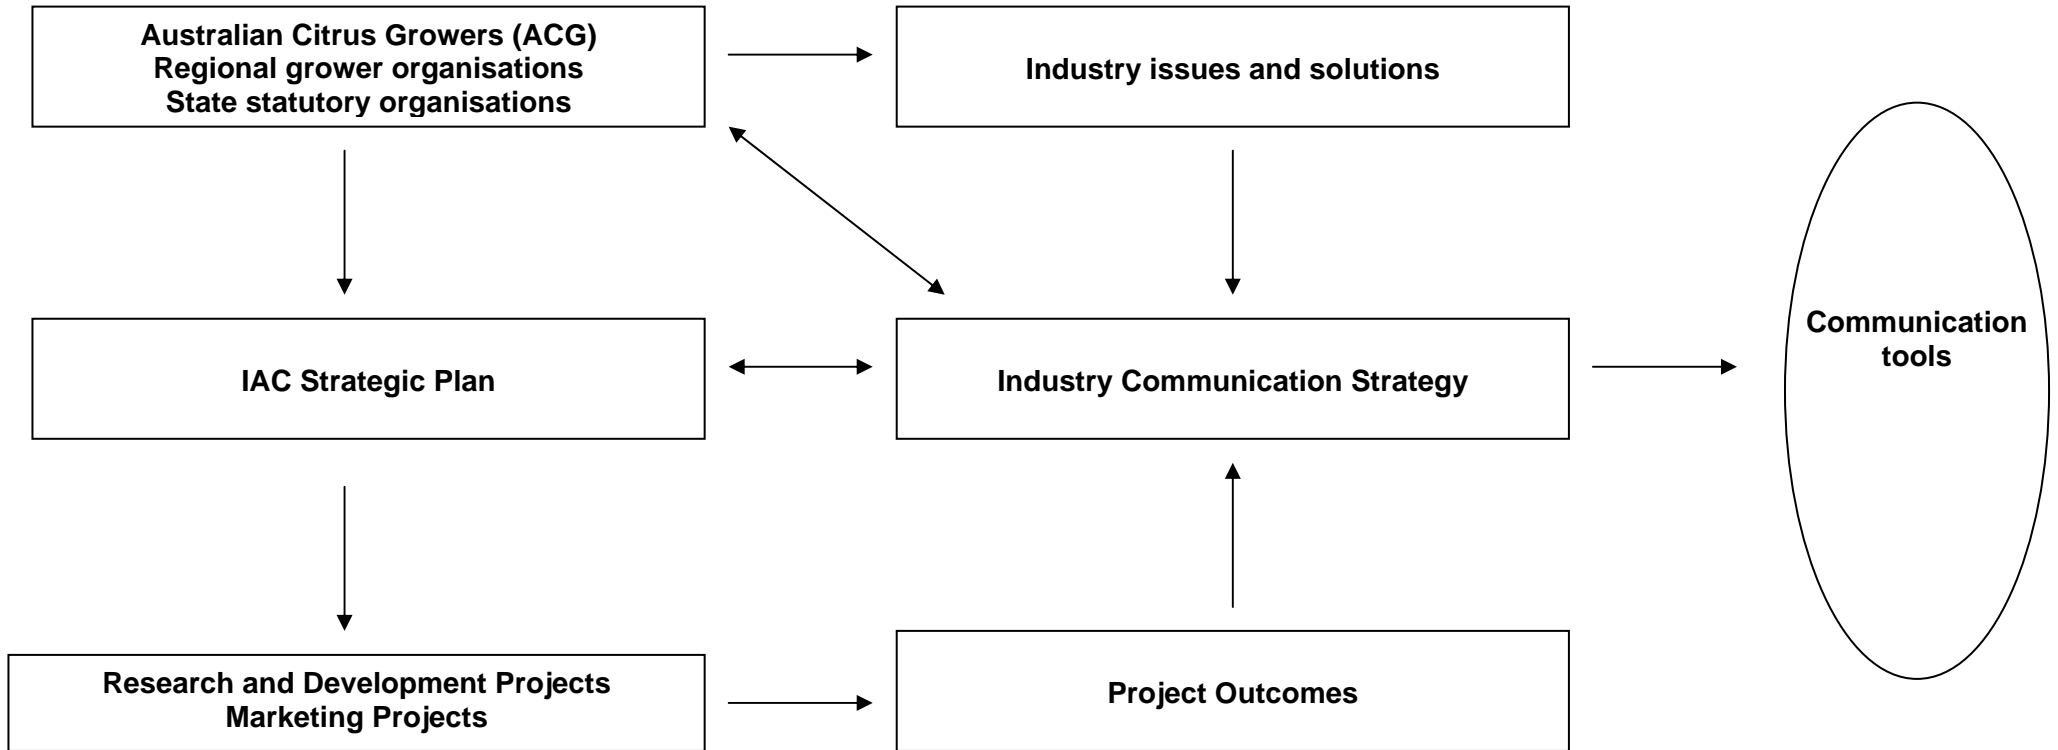 Australian Citrus Growers (ACG)
Regional grower organisations
State statutory organisations
Industry issues and solutions
Communication
tools
IAC Strategic Plan
Industry Communication Strategy
Research and Development Projects
Marketing Projects
Project Outcomes